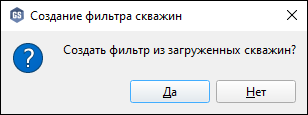 GS Создание фильтра скважин
Создать фильтр из загруженных скважин?
Да Нет